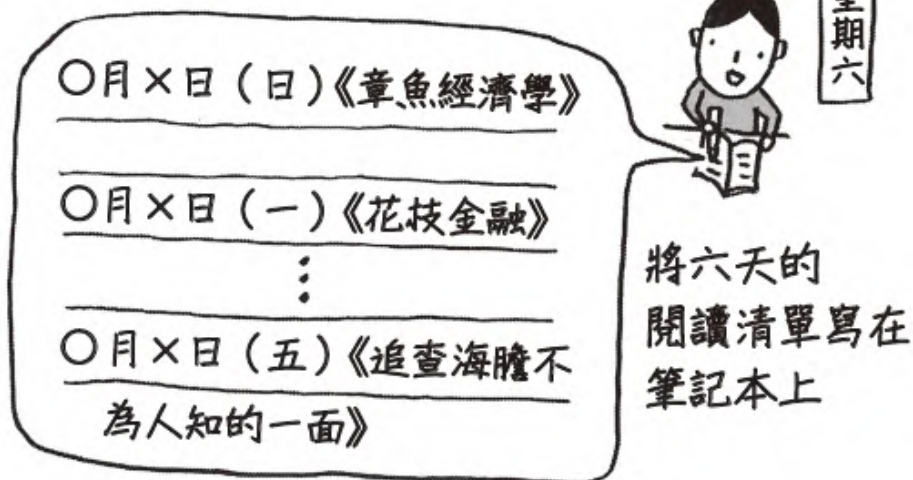 星期六
○月×日（日）《章魚經濟學》
○月×日（一）《花枝金融》
⋮
○月×日（五）《追查海膽不
為人知的一面》
將六天的
閱讀清單寫在
筆記本上